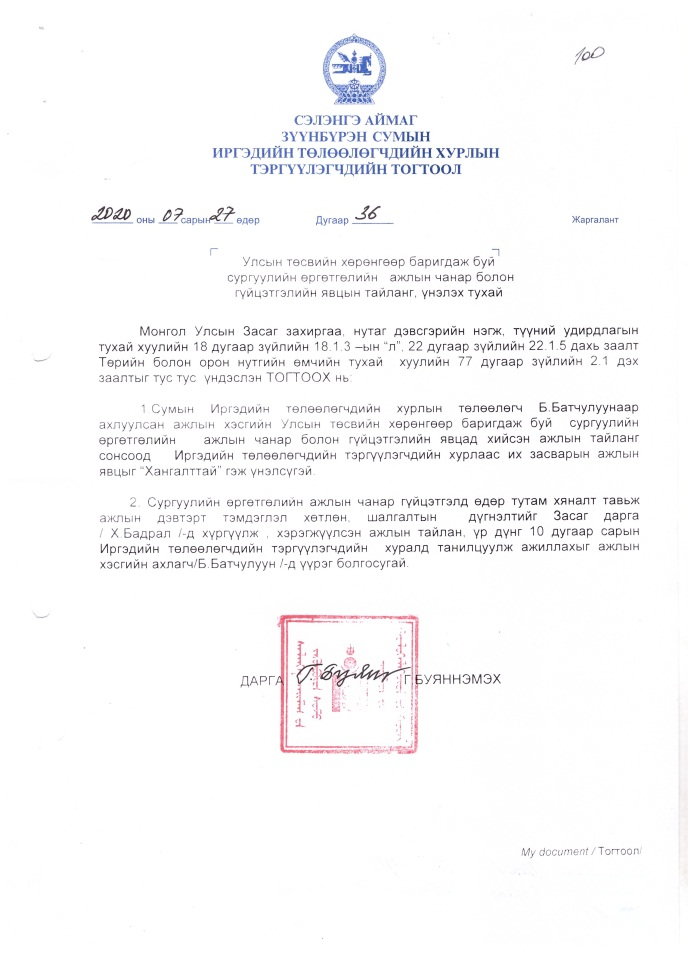 100
СЭЛЭНГЭ АЙМАГ
ЗҮҮНБҮРЭН СУМЫН
ИРГЭДИЙН ТӨЛӨӨЛӨГЧДИЙН ХУРЛЫН
ТЭРГҮҮЛЭГЧДИЙН ТОГТООЛ
2020 оны 07 сарын 27 өдөр Дугаар 36 Жаргалант
Улсын төсвийн хөрөнгөөр баригдаж буй
сургуулийн өргөтгөлийн ажлын чанар болон
гүйцэтгэлийн явцын тайланг, үнэлэх тухай
Монгол Улсын Засаг захиргаа, нутаг дэвсгэрийн нэгж, түүний удирдлагын
тухай хуулийн 18 дугаар зүйлийн 18.1.3 –ын “л”, 22 дугаар зүйлийн 22.1.5 дахь заалт
Төрийн болон орон нутгийн өмчийн тухай хуулийн 77 дугаар зүйлийн 2.1 дэх
заалтыг тус тус үндэслэн ТОГТООХ нь:
1.Сумын Иргэдийн төлөөлөгчдийн хурлын төлөөлөгч Б.Батчулуунаар
ахлуулсан ажлын хэсгийн Улсын төсвийн хөрөнгөөр баригдаж буй сургуулийн
өргөтгөлийн ажлын чанар болон гүйцэтгэлийн явцад хийсэн ажлын тайланг
сонсоод Иргэдийн төлөөлөгчдийн тэргүүлэгчдийн хурлаас их засварын ажлын
явцыг “Хангалттай” гэж үнэлсүгэй.
2. Сургуулийн өргөтгөлийн ажлын чанар гүйцэтгэлд өдөр тутам хяналт тавьж
ажлын дэвтэрт тэмдэглэл хөтлөн, шалгалтын дүгнэлтийг Засаг дарга
/ Х.Бадрал /-д хүргүүлж , хэрэгжүүлсэн ажлын тайлан, үр дүнг 10 дугаар сарын
Иргэдийн төлөөлөгчдийн тэргүүлэгчдийн хуралд танилцуулж ажиллахыг ажлын
хэсгийн ахлагч/Б.Батчулуун /-д үүрэг болгосугай.
ДАРГА Г.БУЯННЭМЭХ
My document / Тогтоол/